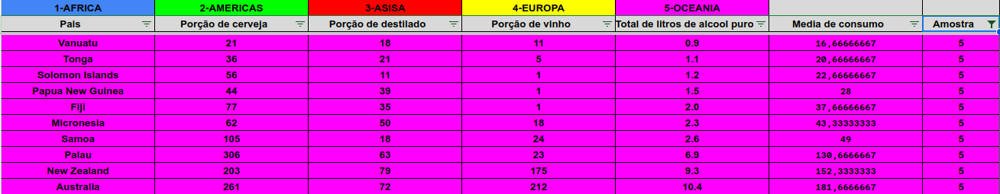 1-AFRICA 2-AMERICAS 3-ASISA 4-EUROPA 5-OCEANIA
Pais Porção de cerveja Porção de destilado Porção de vinho Total de litros de alcool puro Media de consumo Amostra
Vanuatu 21 18 11 0.9 16,66666667 5
Tonga 36 21 5 1.1 20,66666667 5
Solomon Islands 56 11 1 1.2 22,66666667 5
Papua New Guinea 44 39 1 1.5 28 5
Fiji 77 35 1 2.0 37,66666667 5
Micronesia 62 50 18 2.3 43,33333333 5
Samoa 105 18 24 2.6 49 5
Palau 306 63 23 6.9 130,6666667 5
New Zealand 203 79 175 9.3 152,3333333 5
Australia 261 72 212 10.4 181,6666667 5